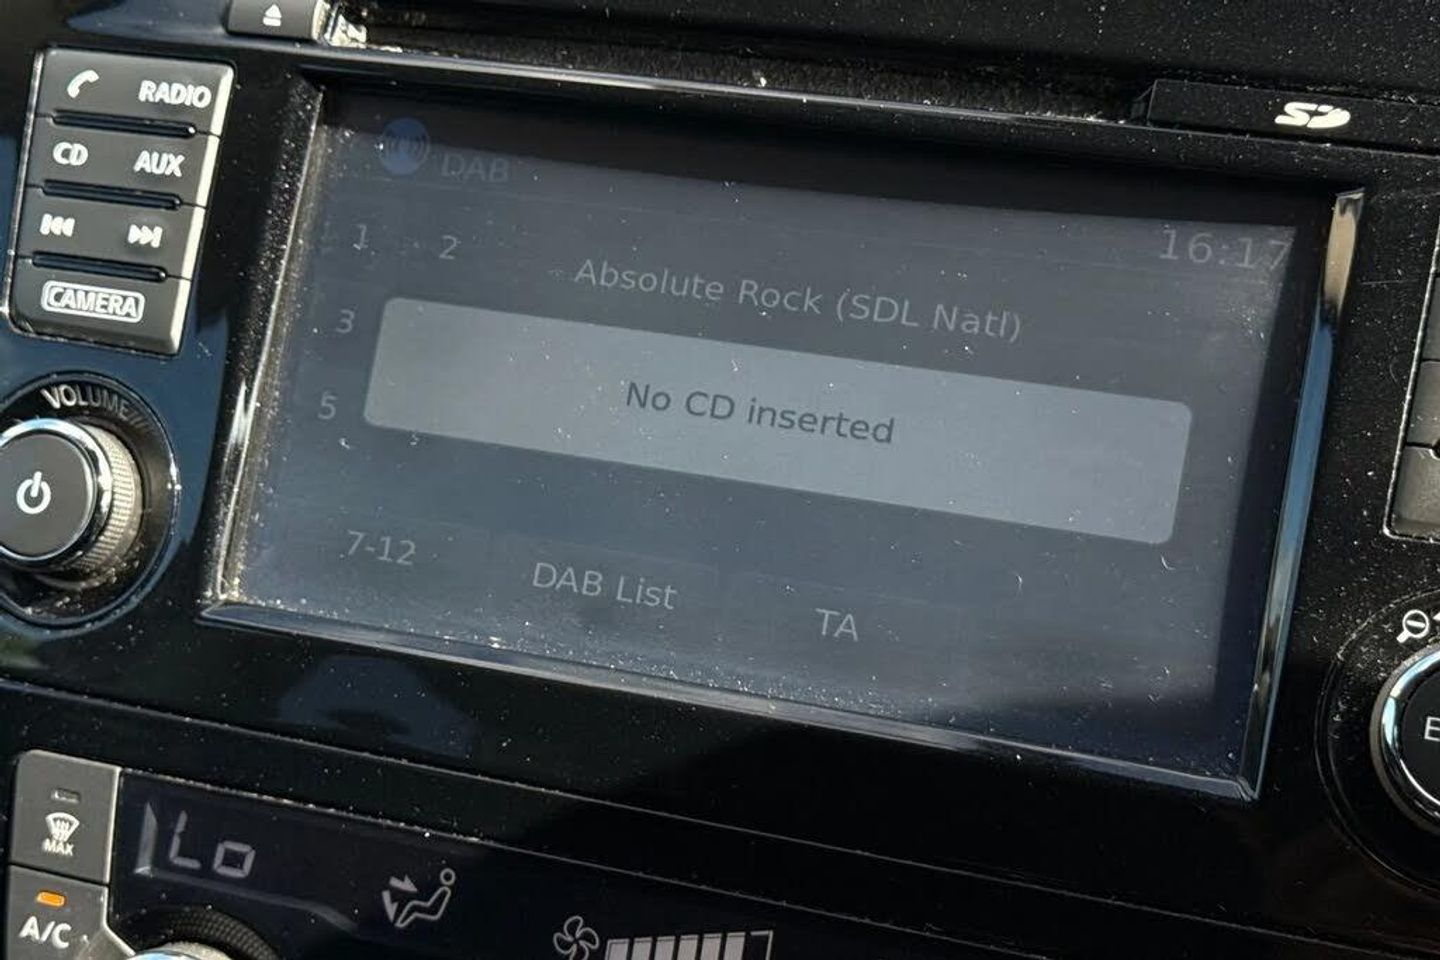 RADIO
CD AUX
CAMERA
VOLUME
SD
DAB
16:17
1 2
Absolute Rock (SDL Natl)
3
No CD inserted
5
7-12 DAB List TA
MAX
Lo
A/C